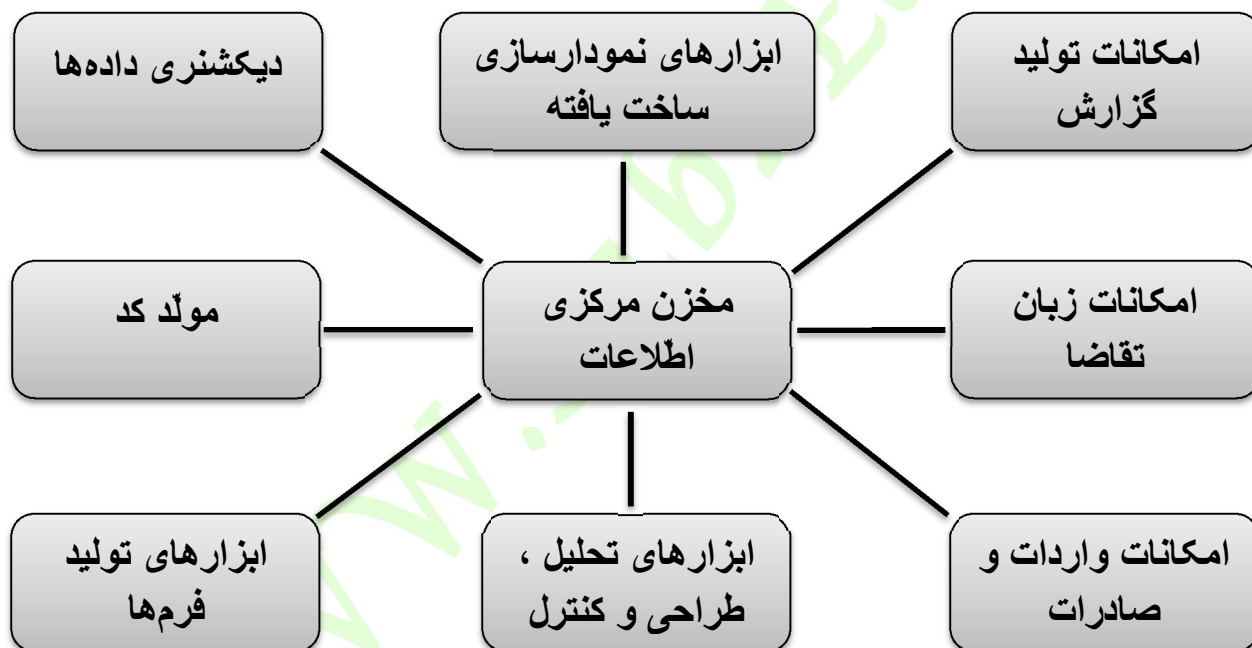 امکانات تولید
گزارش
ابزارهای نمودارسازی
ساخت یافته
دیکشنری داده‌ها
امکانات زبان
تقاضا
مخزن مرکزی
اطّلاعات
مولّد کد
امکانات واردات و
صادرات
ابزارهای تحلیل ،
طراحی و کنترل
ابزارهای تولید
فرم‌ها